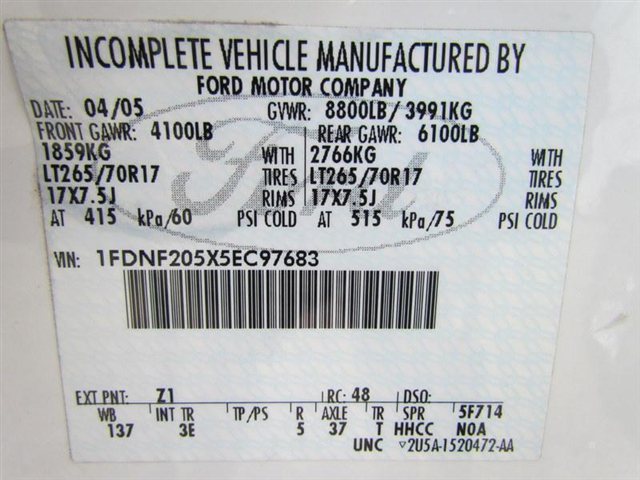 INCOMPLETE VEHICLE MANUFACTURED BY
FORD MOTOR COMPANY
DATE: 04/05 GVWR: 8800LB/3991KG
FRONT GAWR: 4100LB REAR GAWR: 6100LB
1859KG WITH 2766KG WITH
LT265/70R17 TIRES LT265/70R17 TIRES
17X7.5J RIMS 17X7.5J RIMS
AT 415 kPa/60 PSI COLD AT 515 kPa/75 PSI COLD
Ford
VIN: 1FDNF205X5EC97683
EXT PNT: Z1 RC: 48 DSO:
WB INT TR TP/PS R AXLE TR SPR 5F714
137 3E 5 37 T HHCC NOA
UNC ▽2U5A-1520472-AA